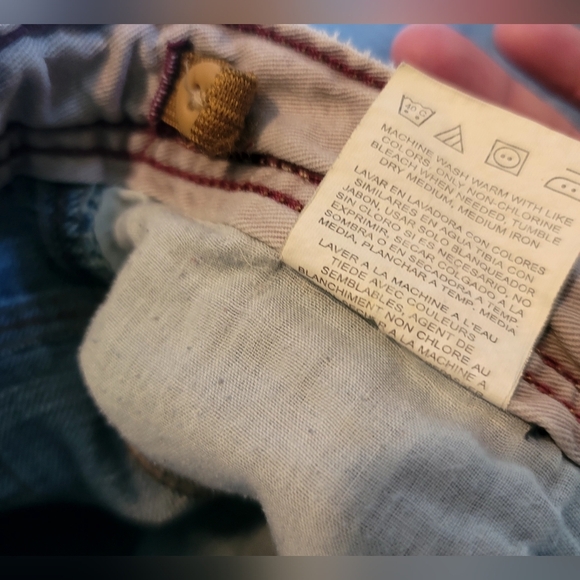 40°C
MACHINE WASH WARM WITH LIKE
COLORS. ONLY NON-CHLORINE
BLEACH WHEN NEEDED. TUMBLE
DRY MEDIUM, MEDIUM IRON
LAVAR EN LAVADORA CON COLORES
SIMILARES EN AGUA TIBIA CON
JABON. USAR SOLO BLANQUEADOR
SIN CLORO SI ES NECESARIO, NO
EXPRIMIR. SECAR COLGADO A LA
SOMBRA O EN SECADORA A TEMP.
MEDIA, PLANCHAR A TEMP. MEDIA
LAVER A LA MACHINE A L'EAU
TIEDE AVEC COULEURS
SEMBLABLES, AGENT DE
BLANCHIMENT NON CHLORE AU
A LA MACHINE A